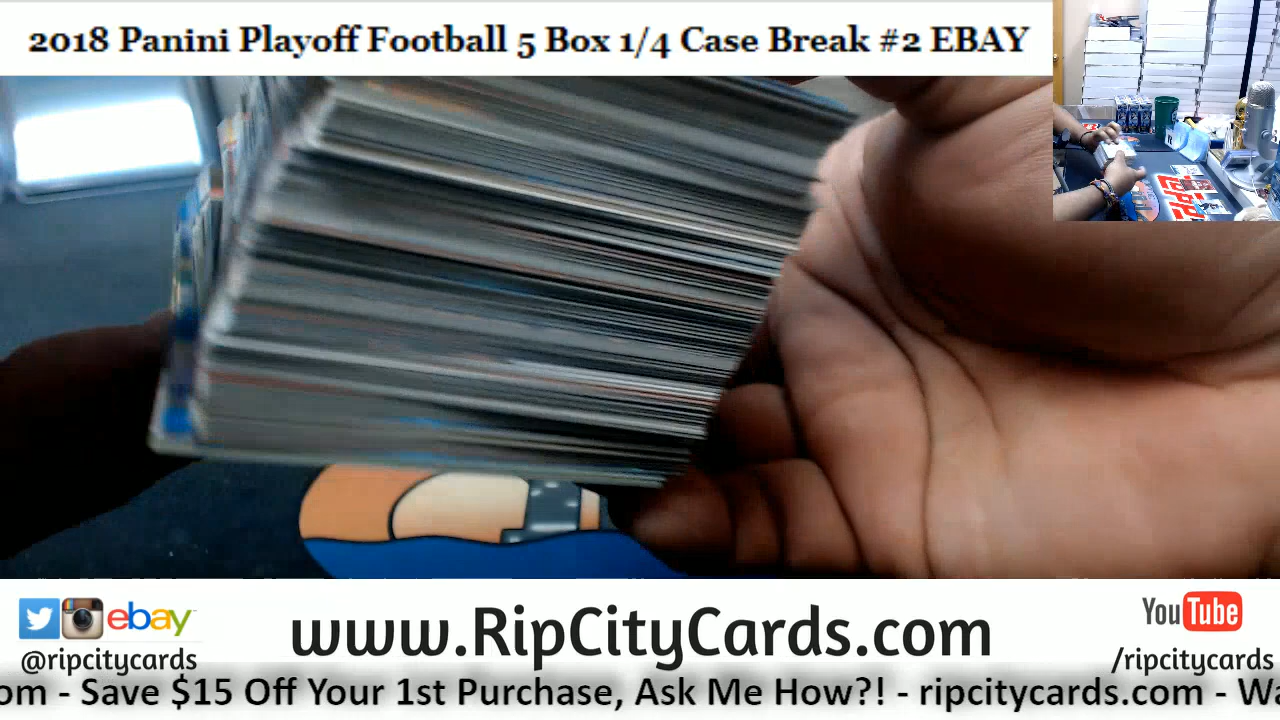 2018 Panini Playoff Football 5 Box 1/4 Case Break #2 EBAY
ebay
www.RipCityCards.com
YouTube
@ripcitycards
/ripcitycards
om - Save $15 Off Your 1st Purchase, Ask Me How?! - ripcitycards.com - Wa